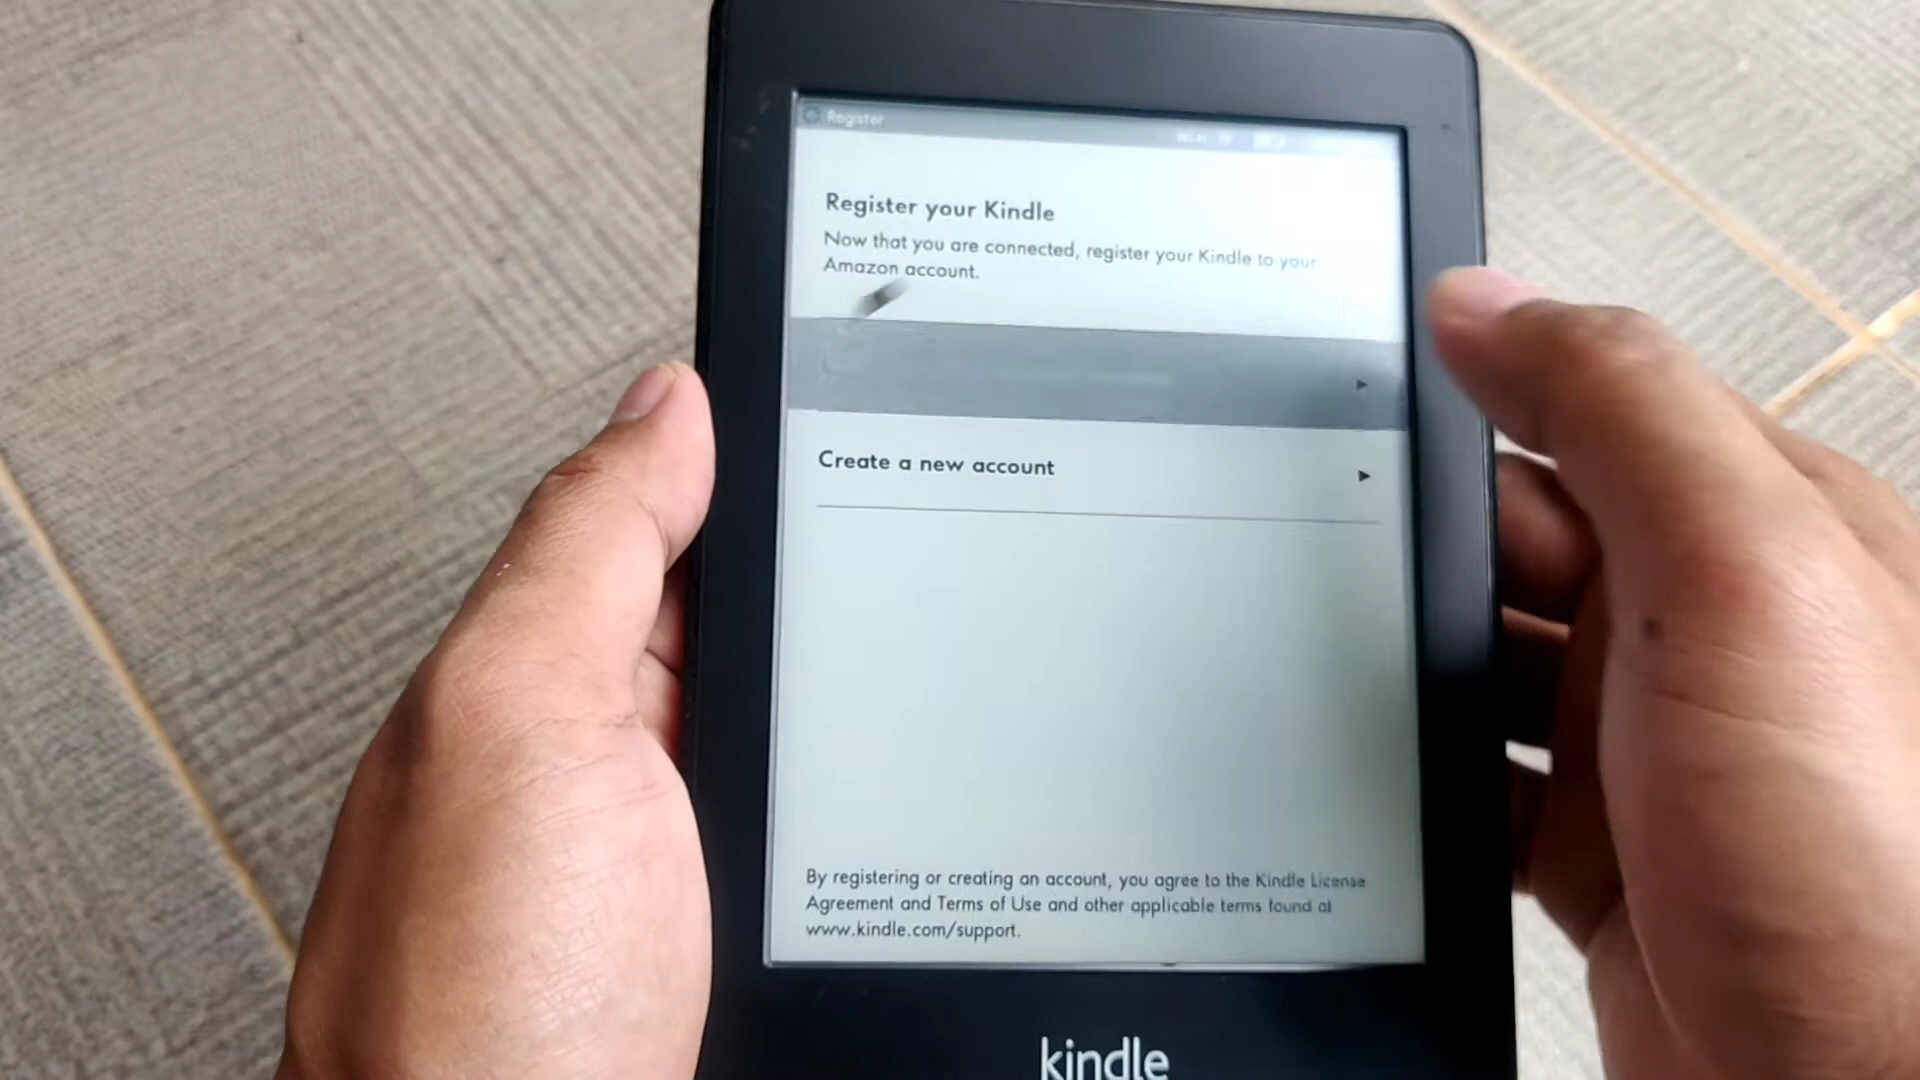 Register
Register your Kindle
Now that you are connected, register your Kindle to your
Amazon account.
Create a new account
By registering or creating an account, you agree to the Kindle License
Agreement and Terms of Use and other applicable terms found at
www.kindle.com/support.
kindle